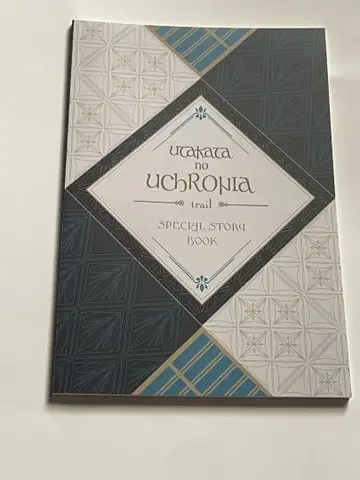 utakata
no
uchronia
trail
SPECIAL STORY
BOOK